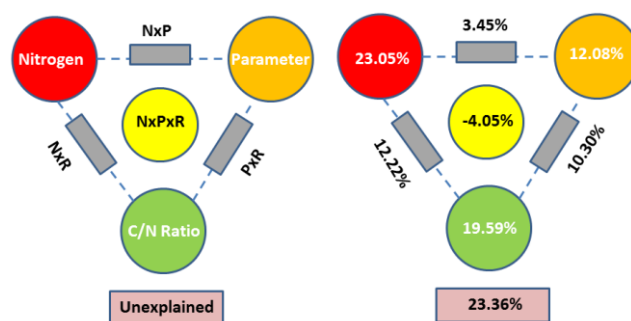 NxP
Nitrogen
Parameter
NxPxR
NxR
PxR
C/N Ratio
Unexplained
3.45%
23.05%
12.08%
-4.05%
12.22%
10.30%
19.59%
23.36%